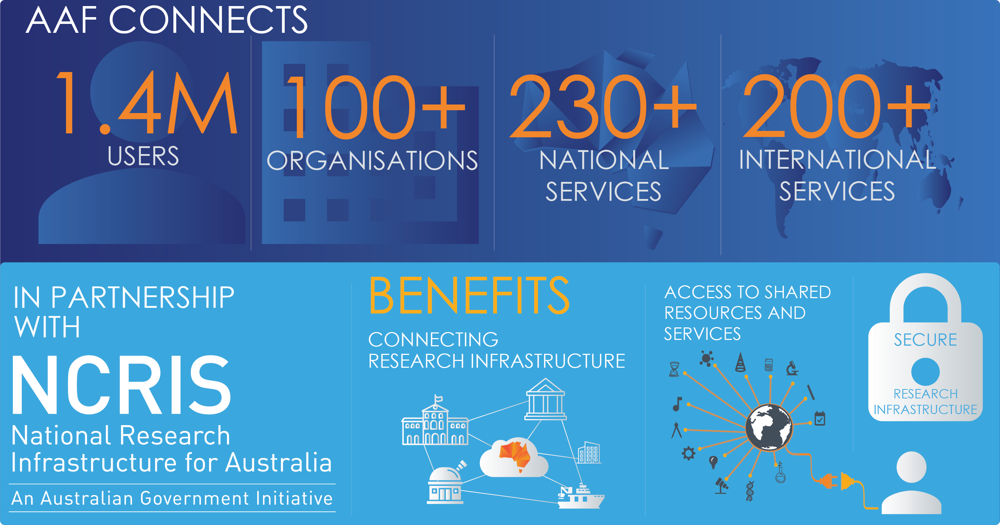 AAF CONNECTS
1.4M
USERS
100+
ORGANISATIONS
230+
NATIONAL
SERVICES
200+
INTERNATIONAL
SERVICES
IN PARTNERSHIP
WITH
NCRIS
National Research
Infrastructure for Australia
An Australian Government Initiative
BENEFITS
CONNECTING
RESEARCH INFRASTRUCTURE
ACCESS TO SHARED
RESOURCES AND
SERVICES
SECURE
RESEARCH
INFRASTRUCTURE